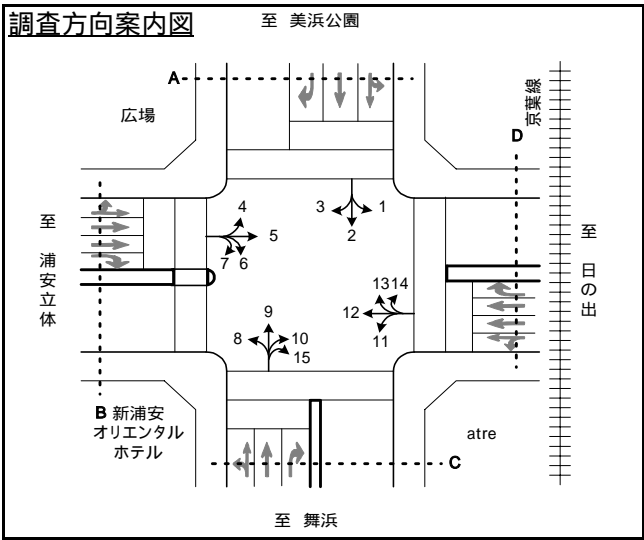 調査方向案内図
至 美浜公園
A
広場
京葉線
D
4
5
7 6
3 1
2
至 浦安立体
至 日の出
13 14
12
11
9
8 10
15
B 新浦安
オリエンタル
ホテル
atre
C
至 舞浜